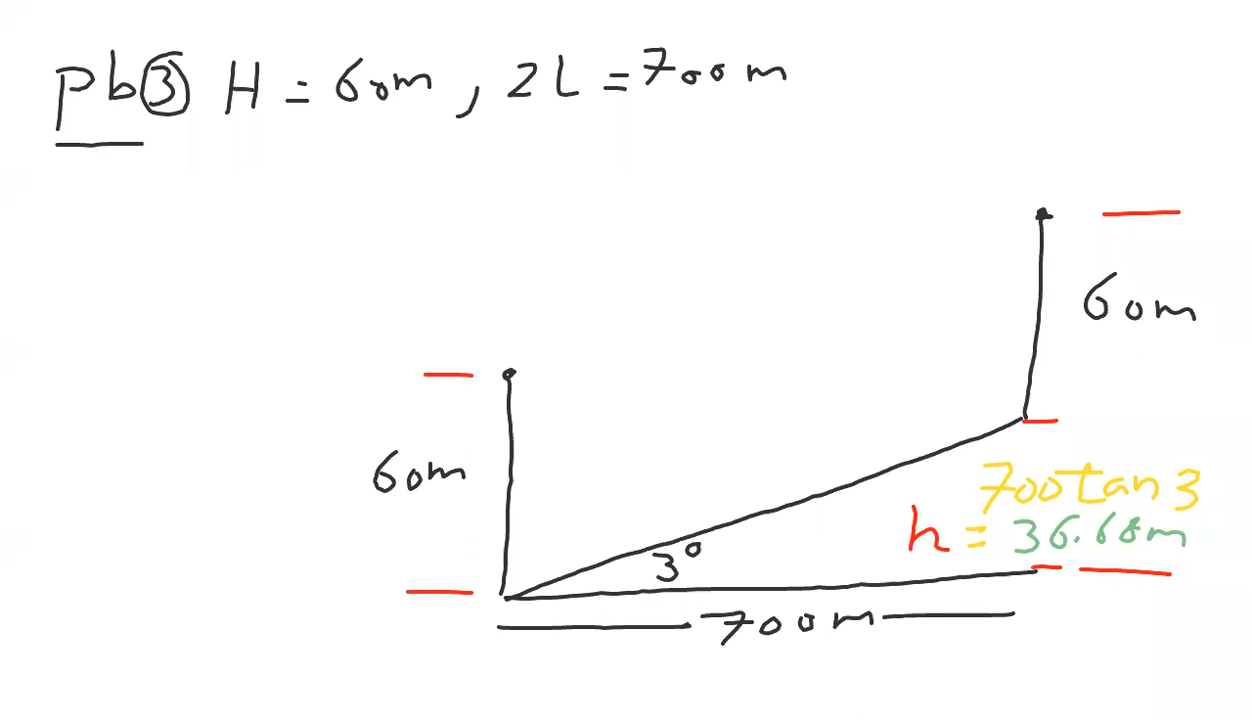 Pb③ H = 60m, 2L = 700m
60m
60m
700tan3
h = 36.68m
3°
700m